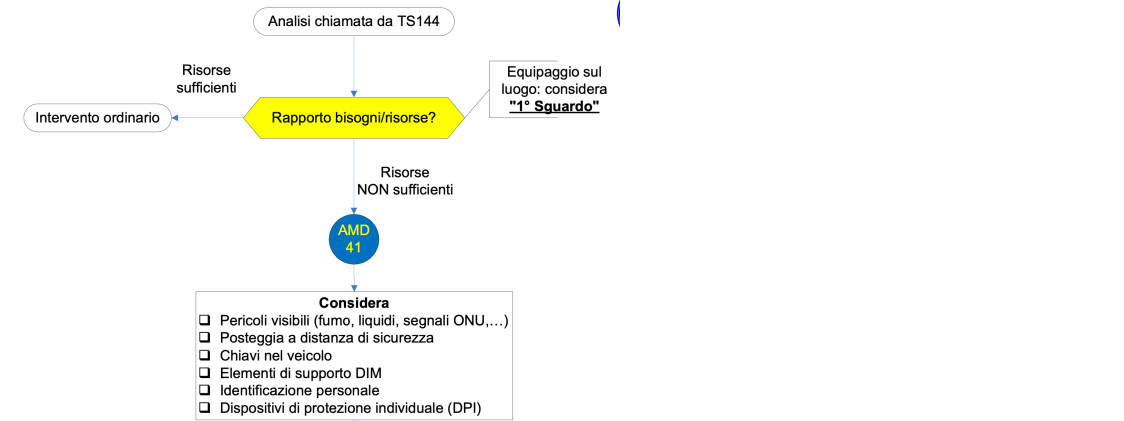 Analisi chiamata da TS144
Risorse
sufficienti
Equipaggio sul
luogo: considera
"1° Sguardo"
Intervento ordinario
Rapporto bisogni/risorse?
Risorse
NON sufficienti
AMD
41
Considera
❑ Pericoli visibili (fumo, liquidi, segnali ONU,…)
❑ Posteggia a distanza di sicurezza
❑ Chiavi nel veicolo
❑ Elementi di supporto DIM
❑ Identificazione personale
❑ Dispositivi di protezione individuale (DPI)